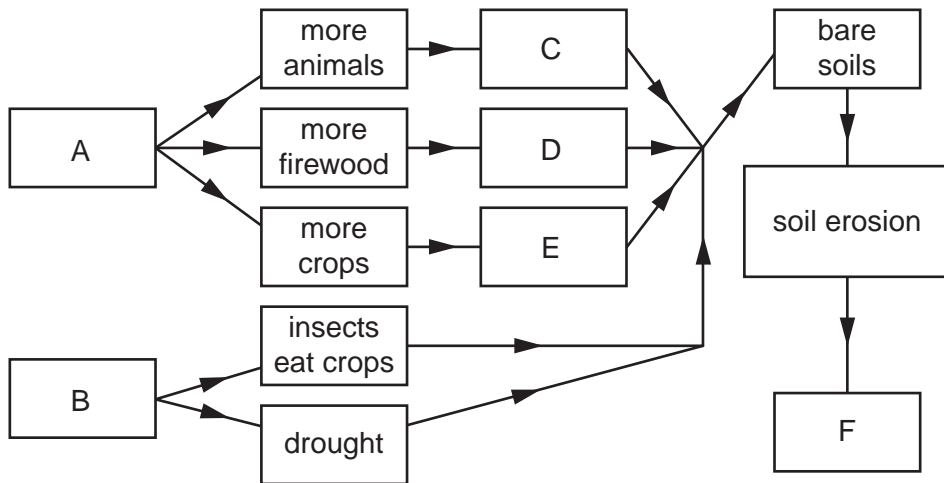 more
animals
C
bare
soils
A
more
firewood
D
more
crops
E
soil erosion
insects
eat crops
B
drought
F